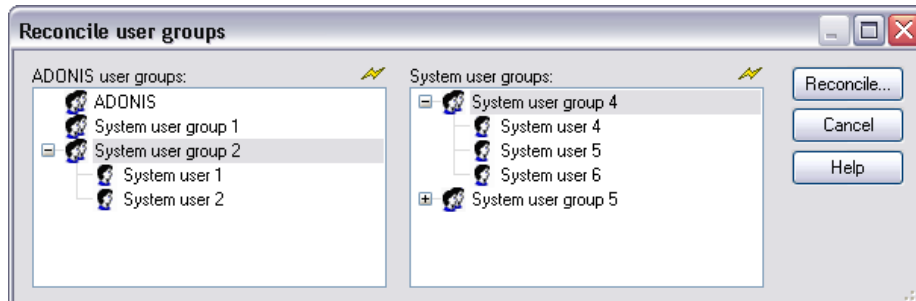 Reconcile user groups
ADONIS user groups:
ADONIS
System user group 1
System user group 2
System user 1
System user 2
System user groups:
System user group 4
System user 4
System user 5
System user 6
System user group 5
Reconcile...
Cancel
Help